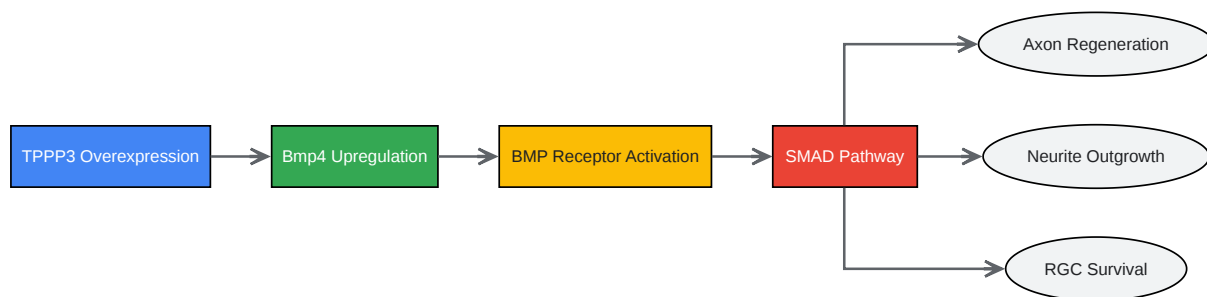 TPPP3 Overexpression
Bmp4 Upregulation
BMP Receptor Activation
SMAD Pathway
Axon Regeneration
Neurite Outgrowth
RGC Survival